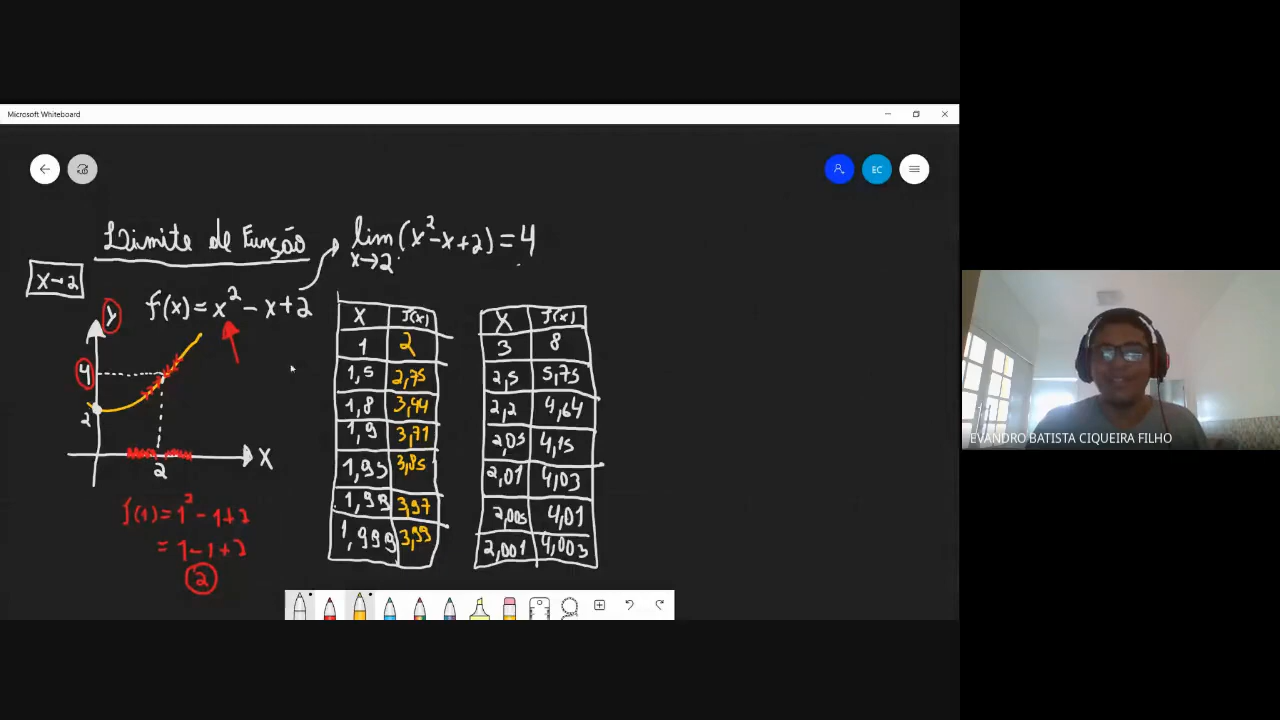 Microsoft Whiteboard
EC
Limite de Função
lim (x²-x+2) = 4
x→2
x→2
f(x) = x² - x+2
y
4
2
2
x
f(1) = 1² - 1+2
= 1-1+2
2
x f(x)
1 2
1,5 2,75
1,8 3,44
1,9 3,71
1,95 3,85
1,99 3,97
1,999 3,99
x f(x)
3 8
2,5 5,75
2,2 4,64
2,05 4,15
2,01 4,03
2,005 4,01
2,001 4,003
EVANDRO BATISTA CIQUEIRA FILHO